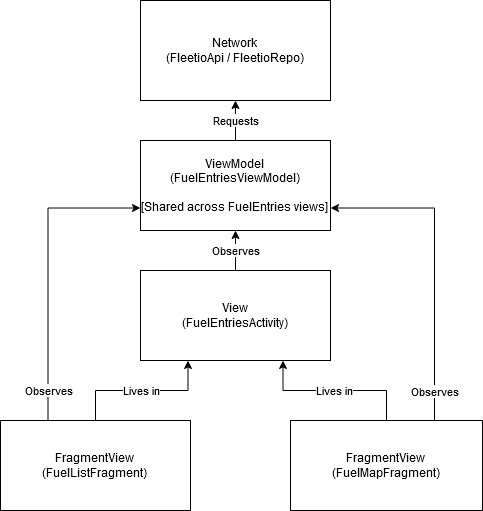 Network
(FleetioApi / FleetioRepo)
Requests
ViewModel
(FuelEntriesViewModel)
[Shared across FuelEntries views]
Observes
View
(FuelEntriesActivity)
Observes
Lives in
Lives in
Observes
FragmentView
(FuelListFragment)
FragmentView
(FuelMapFragment)